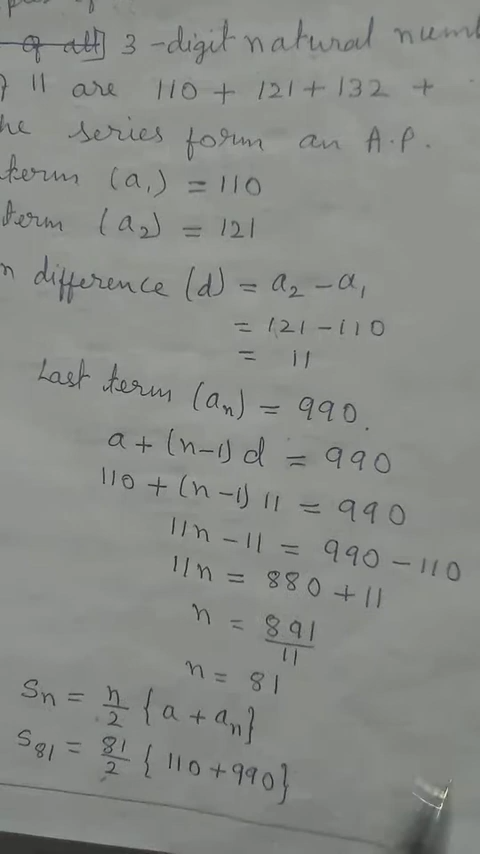 of all 3-digit natural
11 are 110 + 121 + 132 +
series form an A.P.
term (a₁) = 110
term (a₂) = 121
difference (d) = a₂ - a₁
= 121 - 110
= 11
Last term (aₙ) = 990.
a + (n-1) d = 990
110 + (n-1) 11 = 990
11n - 11 = 990 - 110
11n = 880 + 11
n = 891/11
n = 81
Sₙ = n/2 {a + aₙ}
S₈₁ = 81/2 {110 + 990}